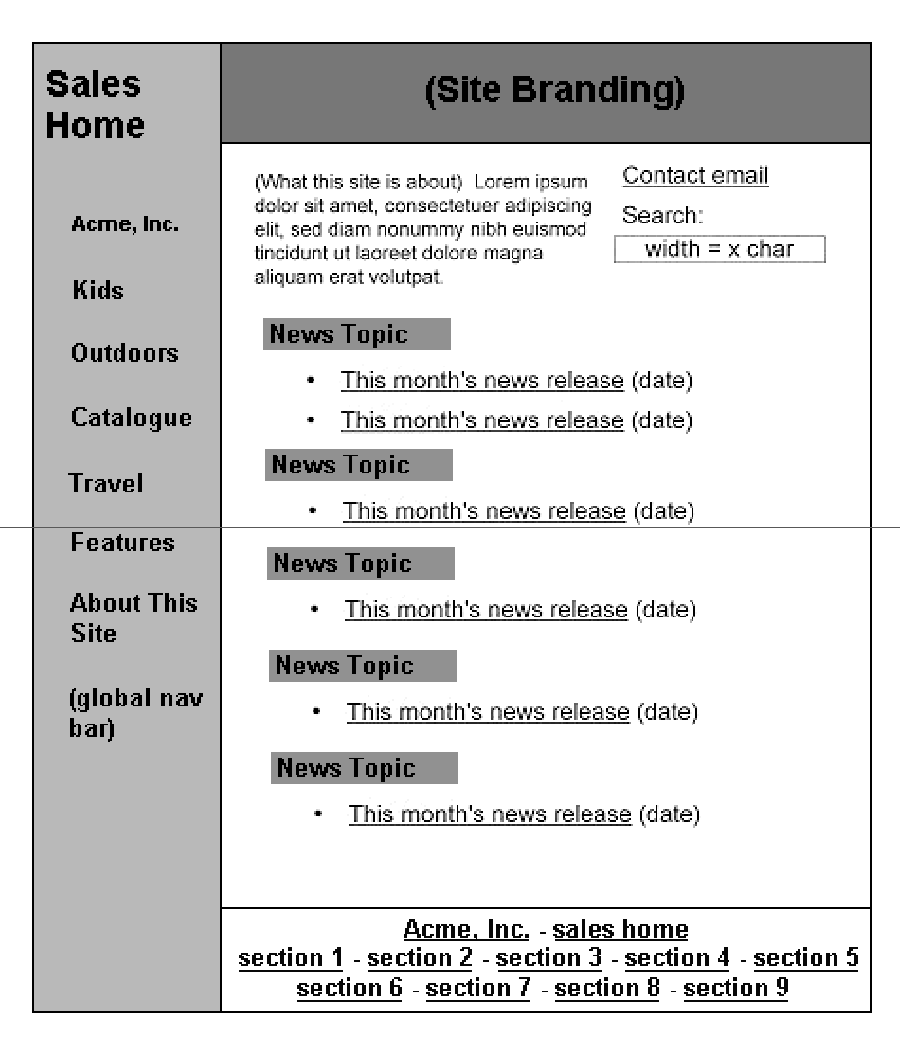 Sales
Home
Acme, Inc.
Kids
Outdoors
Catalogue
Travel
Features
About This
Site
(global nav
bar)
(Site Branding)
(What this site is about) Lorem ipsum
dolor sit amet, consectetuer adipiscing
elit, sed diam nonummy nibh euismod
tincidunt ut laoreet dolore magna
aliquam erat volutpat.
Contact email
Search:
width = x char
News Topic
• This month's news release (date)
• This month's news release (date)
News Topic
• This month's news release (date)
News Topic
• This month's news release (date)
News Topic
• This month's news release (date)
News Topic
• This month's news release (date)
Acme, Inc. - sales home
section 1 - section 2 - section 3 - section 4 - section 5
section 6 - section 7 - section 8 - section 9